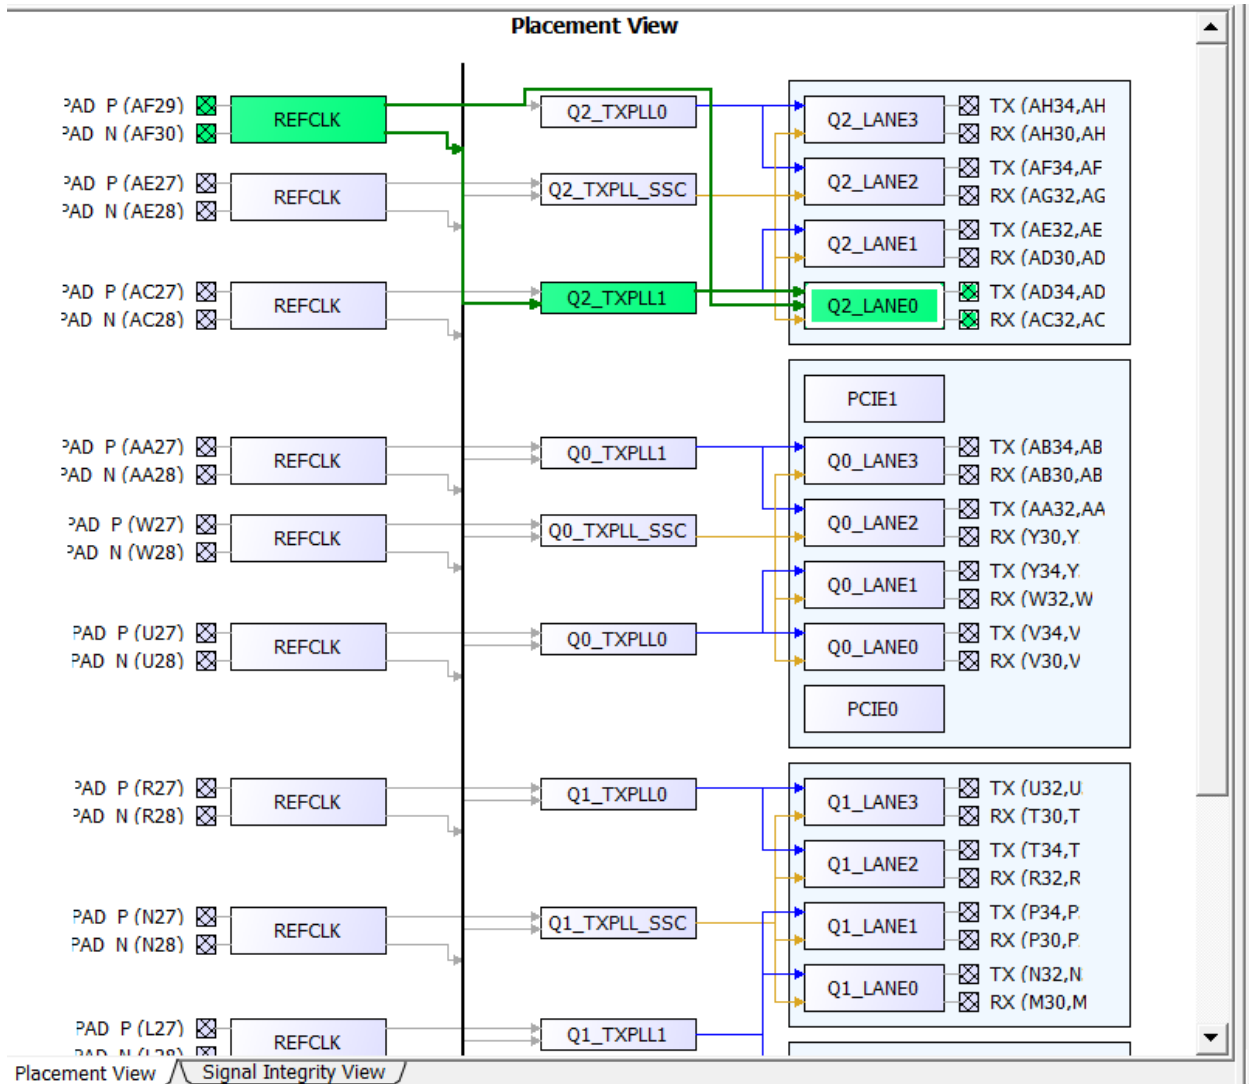 Placement View
PAD P (AF29)
PAD N (AF30)
REFCLK
Q2_TXPLL0
Q2_LANE3
TX (AH34,AH
RX (AH30,AH
PAD P (AE27)
PAD N (AE28)
REFCLK
Q2_TXPLL_SSC
Q2_LANE2
TX (AF34,AF
RX (AG32,AG
Q2_LANE1
TX (AE32,AE
RX (AD30,AD
PAD P (AC27)
PAD N (AC28)
REFCLK
Q2_TXPLL1
Q2_LANE0
TX (AD34,AD
RX (AC32,AC
PCIE1
PAD P (AA27)
PAD N (AA28)
REFCLK
Q0_TXPLL1
Q0_LANE3
TX (AB34,AB
RX (AB30,AB
PAD P (W27)
PAD N (W28)
REFCLK
Q0_TXPLL_SSC
Q0_LANE2
TX (AA32,AA
RX (Y30,Y
Q0_LANE1
TX (Y34,Y
RX (W32,W
PAD P (U27)
PAD N (U28)
REFCLK
Q0_TXPLL0
Q0_LANE0
TX (V34,V
RX (V30,V
PCIE0
PAD P (R27)
PAD N (R28)
REFCLK
Q1_TXPLL0
Q1_LANE3
TX (U32,U
RX (T30,T
Q1_LANE2
TX (T34,T
RX (R32,R
PAD P (N27)
PAD N (N28)
REFCLK
Q1_TXPLL_SSC
Q1_LANE1
TX (P34,P
RX (P30,P
Q1_LANE0
TX (N32,N
RX (M30,M
PAD P (L27)
PAD N (L28)
REFCLK
Q1_TXPLL1
Placement View
Signal Integrity View